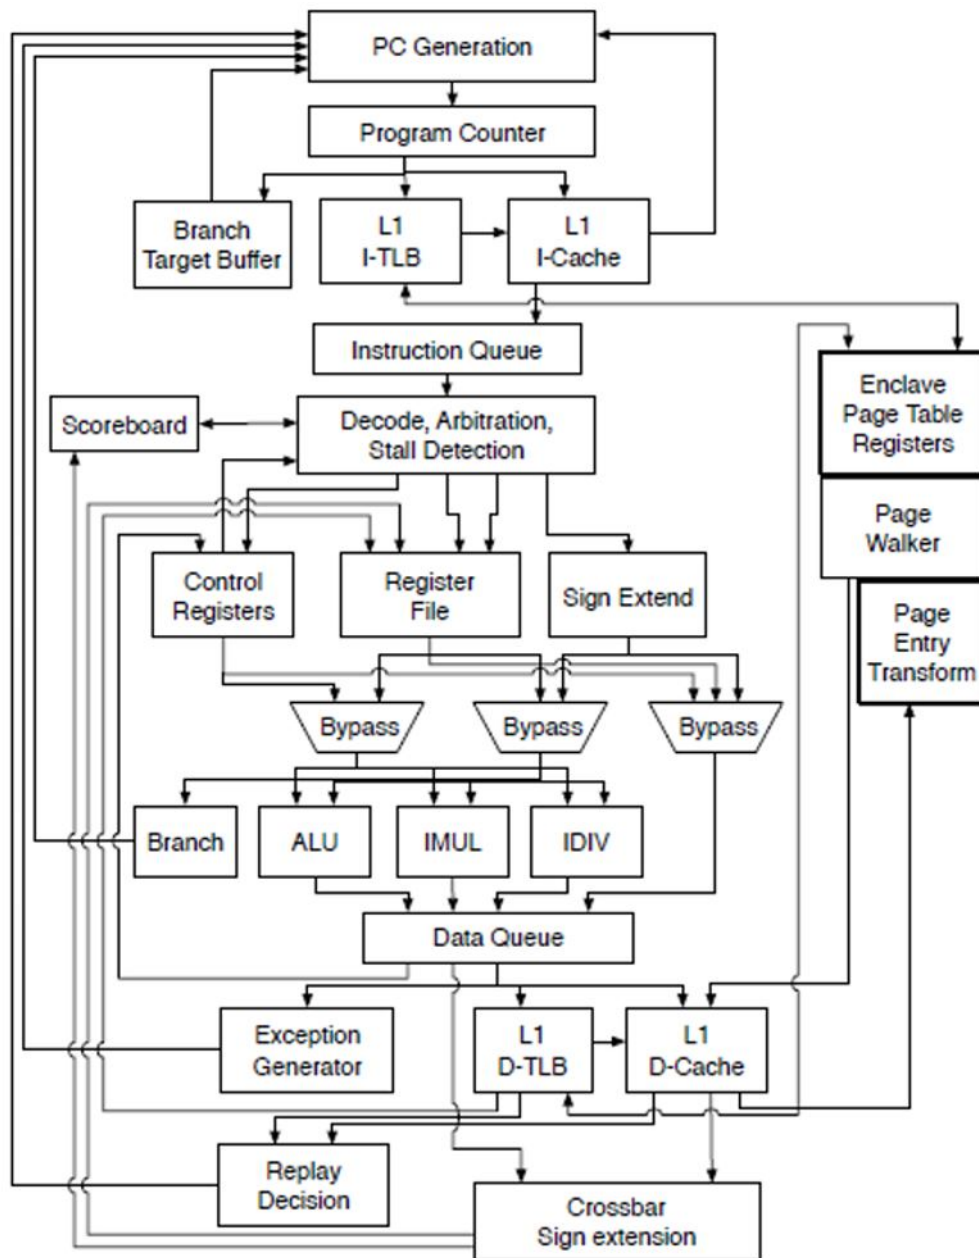 PC Generation
Program Counter
Branch
Target Buffer
L1
I-TLB
L1
I-Cache
Instruction Queue
Enclave
Page Table
Registers
Scoreboard
Decode, Arbitration,
Stall Detection
Page
Walker
Control
Registers
Register
File
Sign Extend
Page
Entry
Transform
Bypass
Bypass
Bypass
Branch
ALU
IMUL
IDIV
Data Queue
Exception
Generator
L1
D-TLB
L1
D-Cache
Replay
Decision
Crossbar
Sign extension